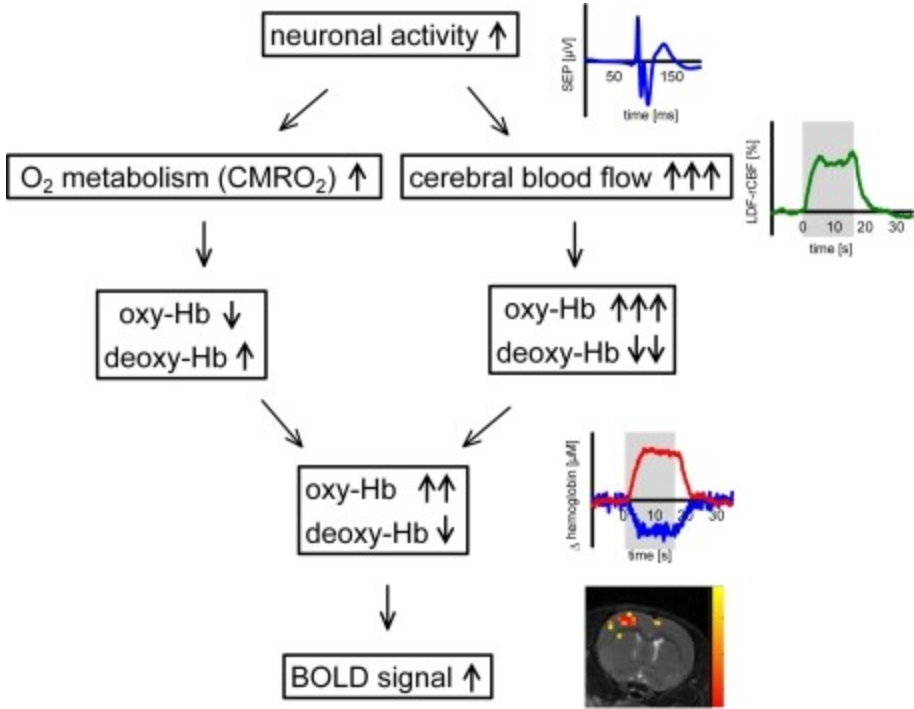 neuronal activity ↑
SEP [µV]
50 150
time [ms]
O₂ metabolism (CMRO₂) ↑
cerebral blood flow ↑↑↑
LDF-rCBF [%]
0 10 20 30
time [s]
oxy-Hb ↓
deoxy-Hb ↑
oxy-Hb ↑↑↑
deoxy-Hb ↓↓
oxy-Hb ↑↑
deoxy-Hb ↓
Δ hemoglobin [µM]
0 10 20 30
time [s]
BOLD signal ↑